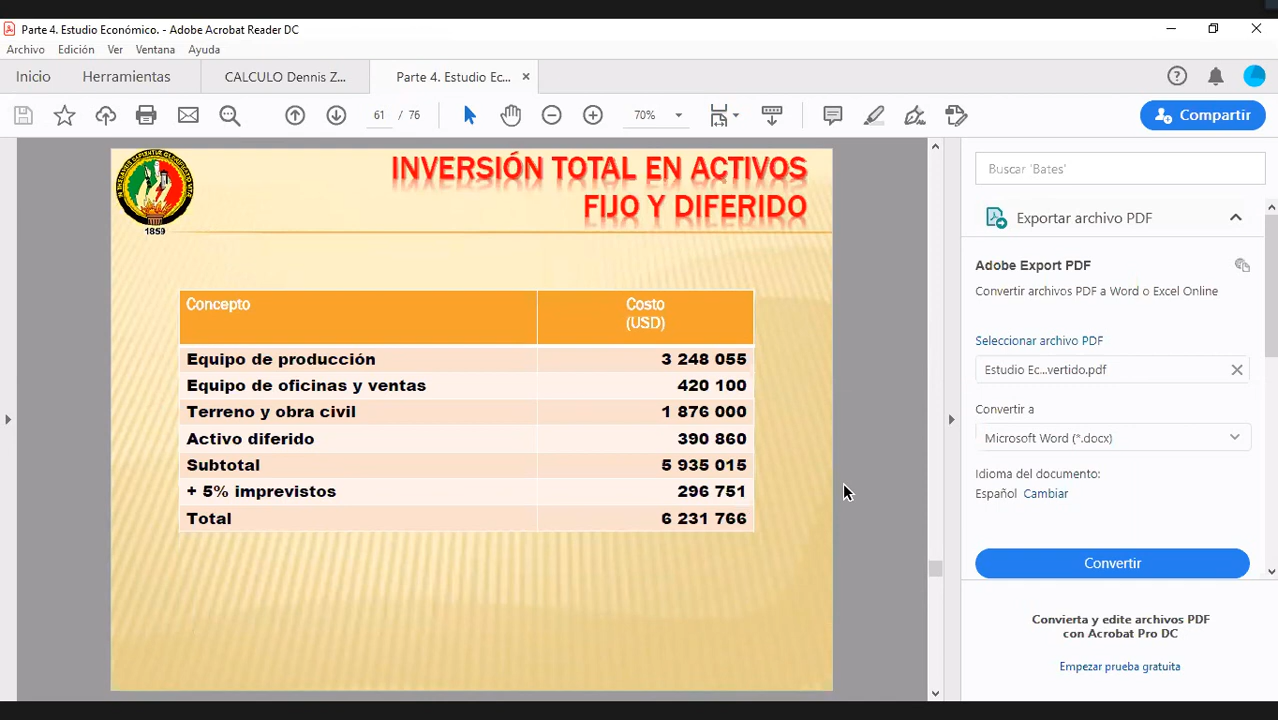 Parte 4. Estudio Económico. - Adobe Acrobat Reader DC
Archivo Edición Ver Ventana Ayuda
Inicio Herramientas CALCULO Dennis Z... Parte 4. Estudio Ec... ×
61 / 76 70% Compartir
INVERSIÓN TOTAL EN ACTIVOS
FIJO Y DIFERIDO
1859
Concepto Costo
(USD)
Equipo de producción 3 248 055
Equipo de oficinas y ventas 420 100
Terreno y obra civil 1 876 000
Activo diferido 390 860
Subtotal 5 935 015
+ 5% imprevistos 296 751
Total 6 231 766
Buscar 'Bates'
Exportar archivo PDF
Adobe Export PDF
Convertir archivos PDF a Word o Excel Online
Seleccionar archivo PDF
Estudio Ec...vertido.pdf
Convertir a
Microsoft Word (*.docx)
Idioma del documento:
Español Cambiar
Convertir
Convierta y edite archivos PDF
con Acrobat Pro DC
Empezar prueba gratuita